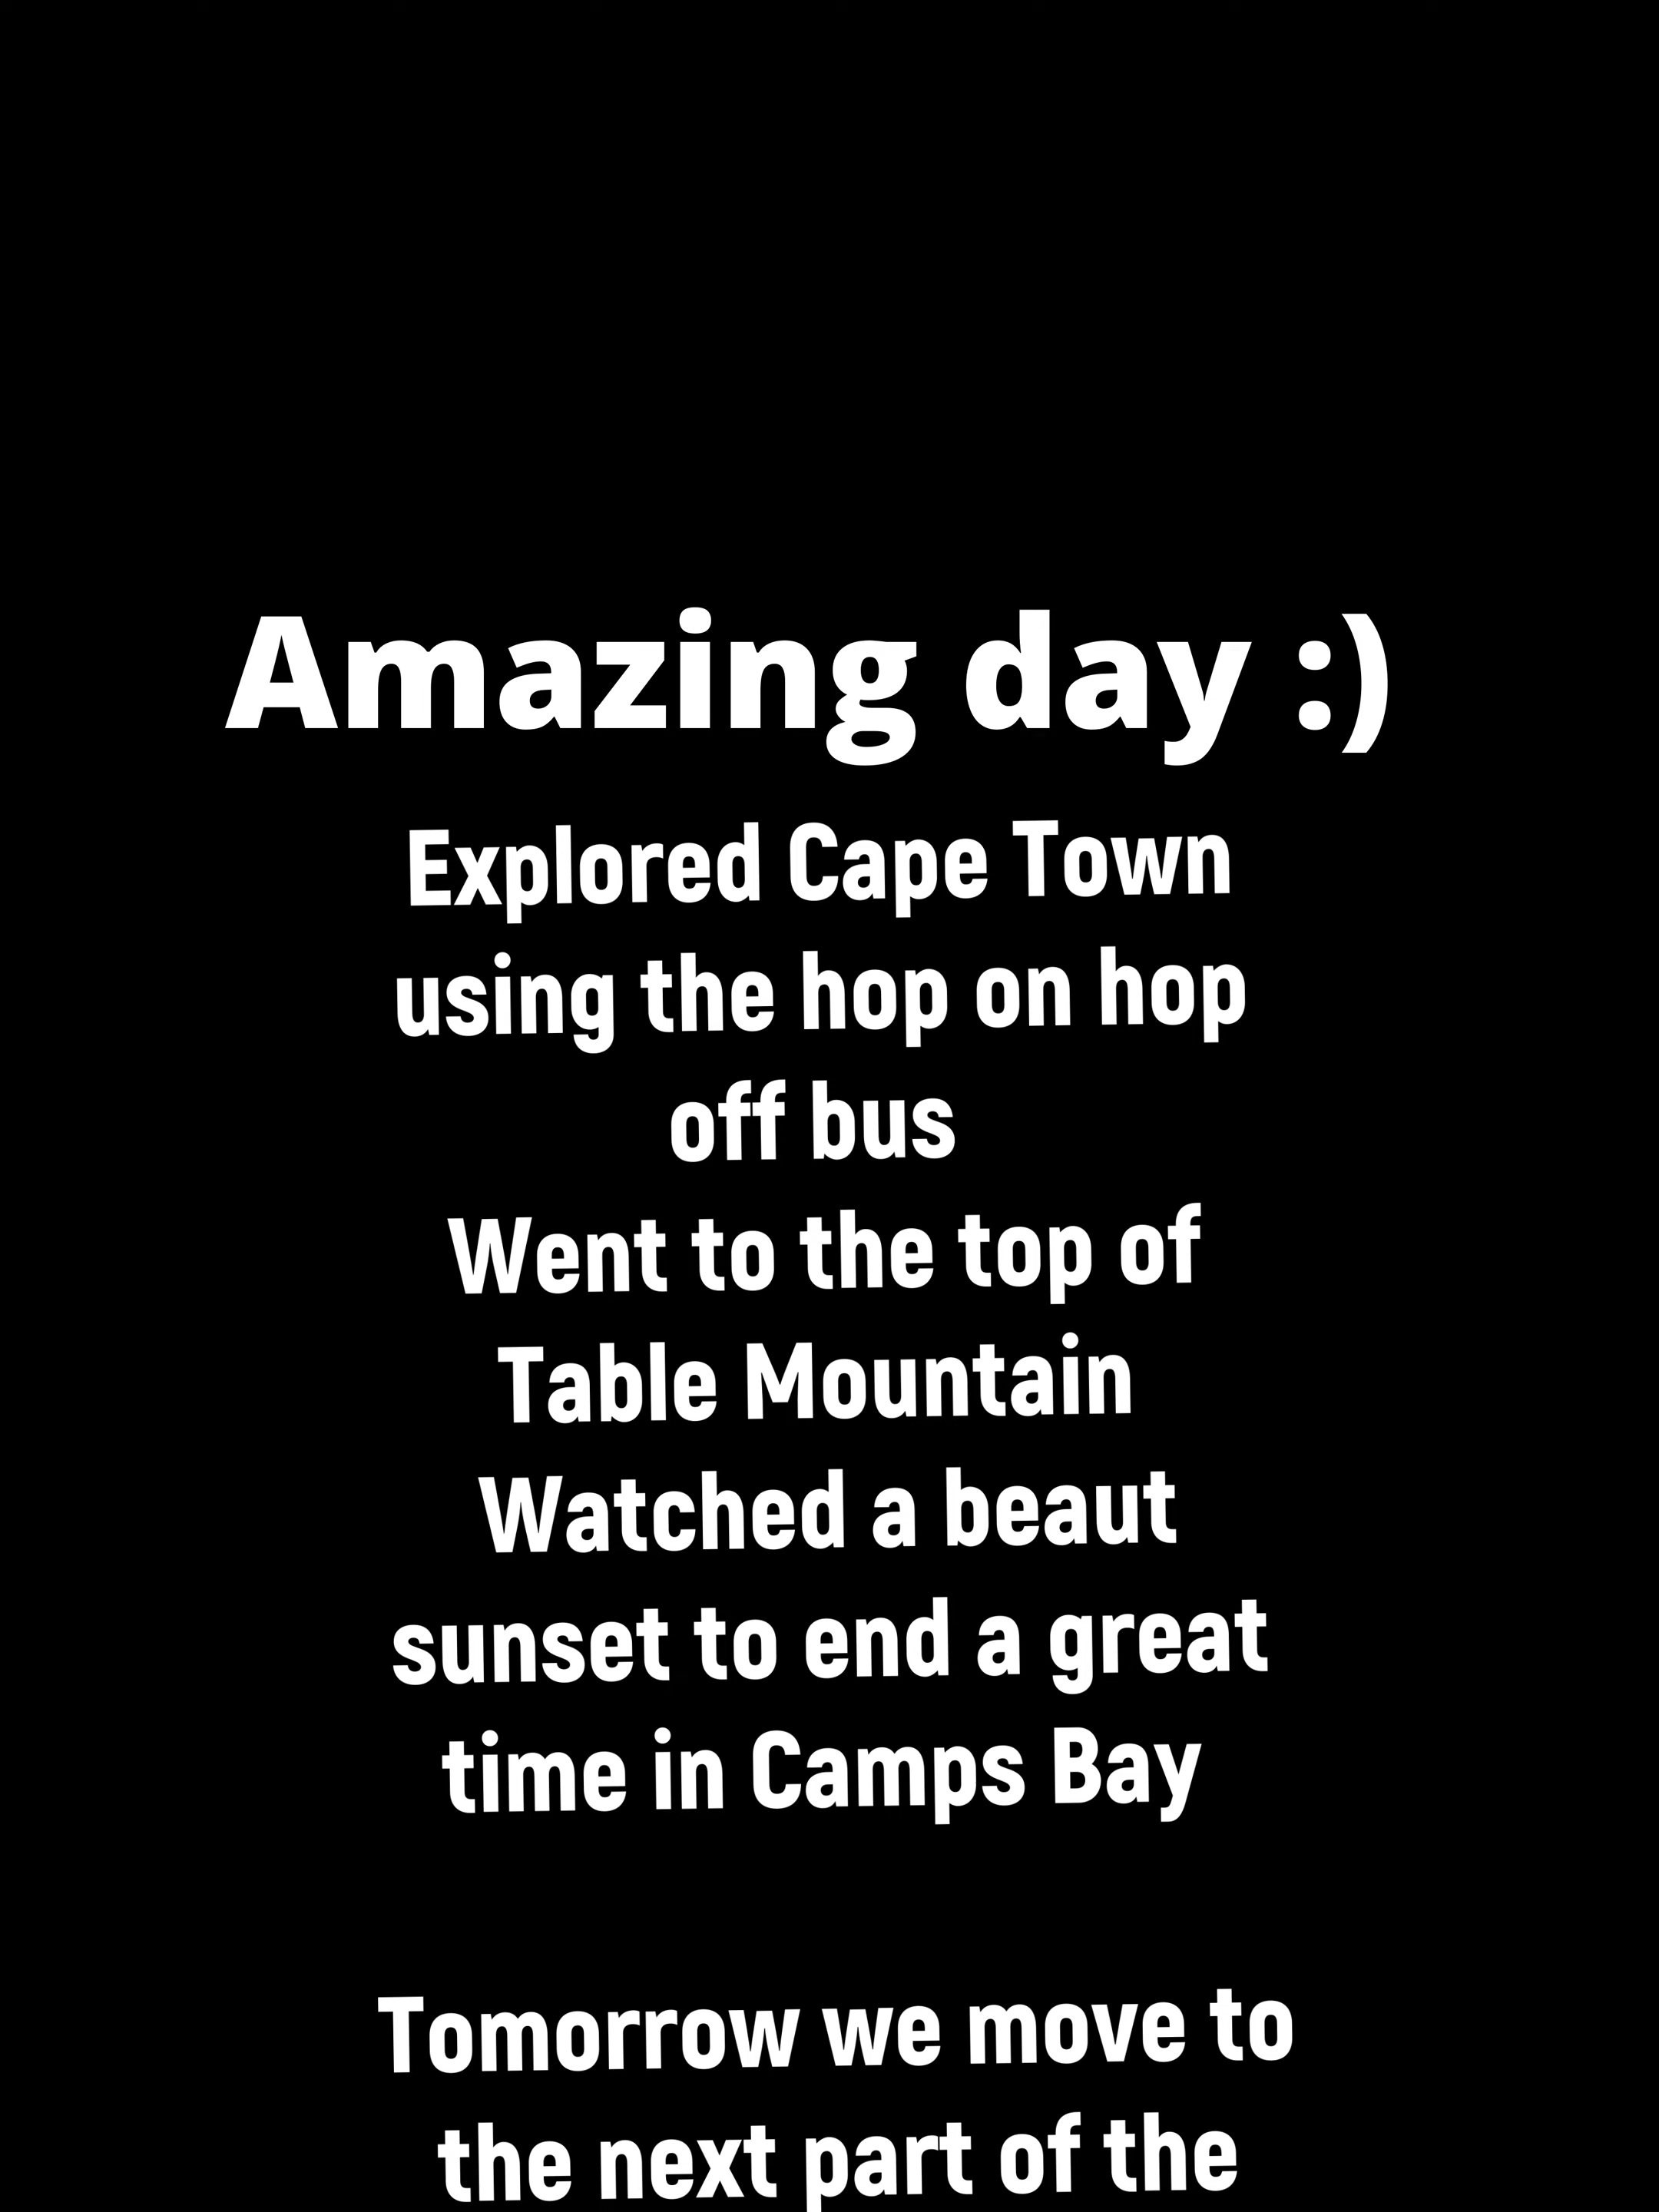 Amazing day :)
Explored Cape Town
using the hop on hop
off bus
Went to the top of
Table Mountain
Watched a beaut
sunset to end a great
time in Camps Bay
Tomorrow we move to
the next part of the